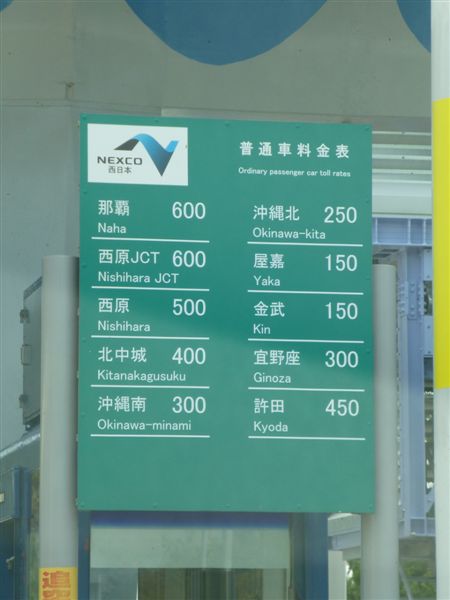 NEXCO
西日本
普通車料金表
Ordinary passenger car toll rates
那覇 600
Naha
西原JCT 600
Nishihara JCT
西原 500
Nishihara
北中城 400
Kitanakagusuku
沖縄南 300
Okinawa-minami
沖縄北 250
Okinawa-kita
屋嘉 150
Yaka
金武 150
Kin
宜野座 300
Ginoza
許田 450
Kyoda